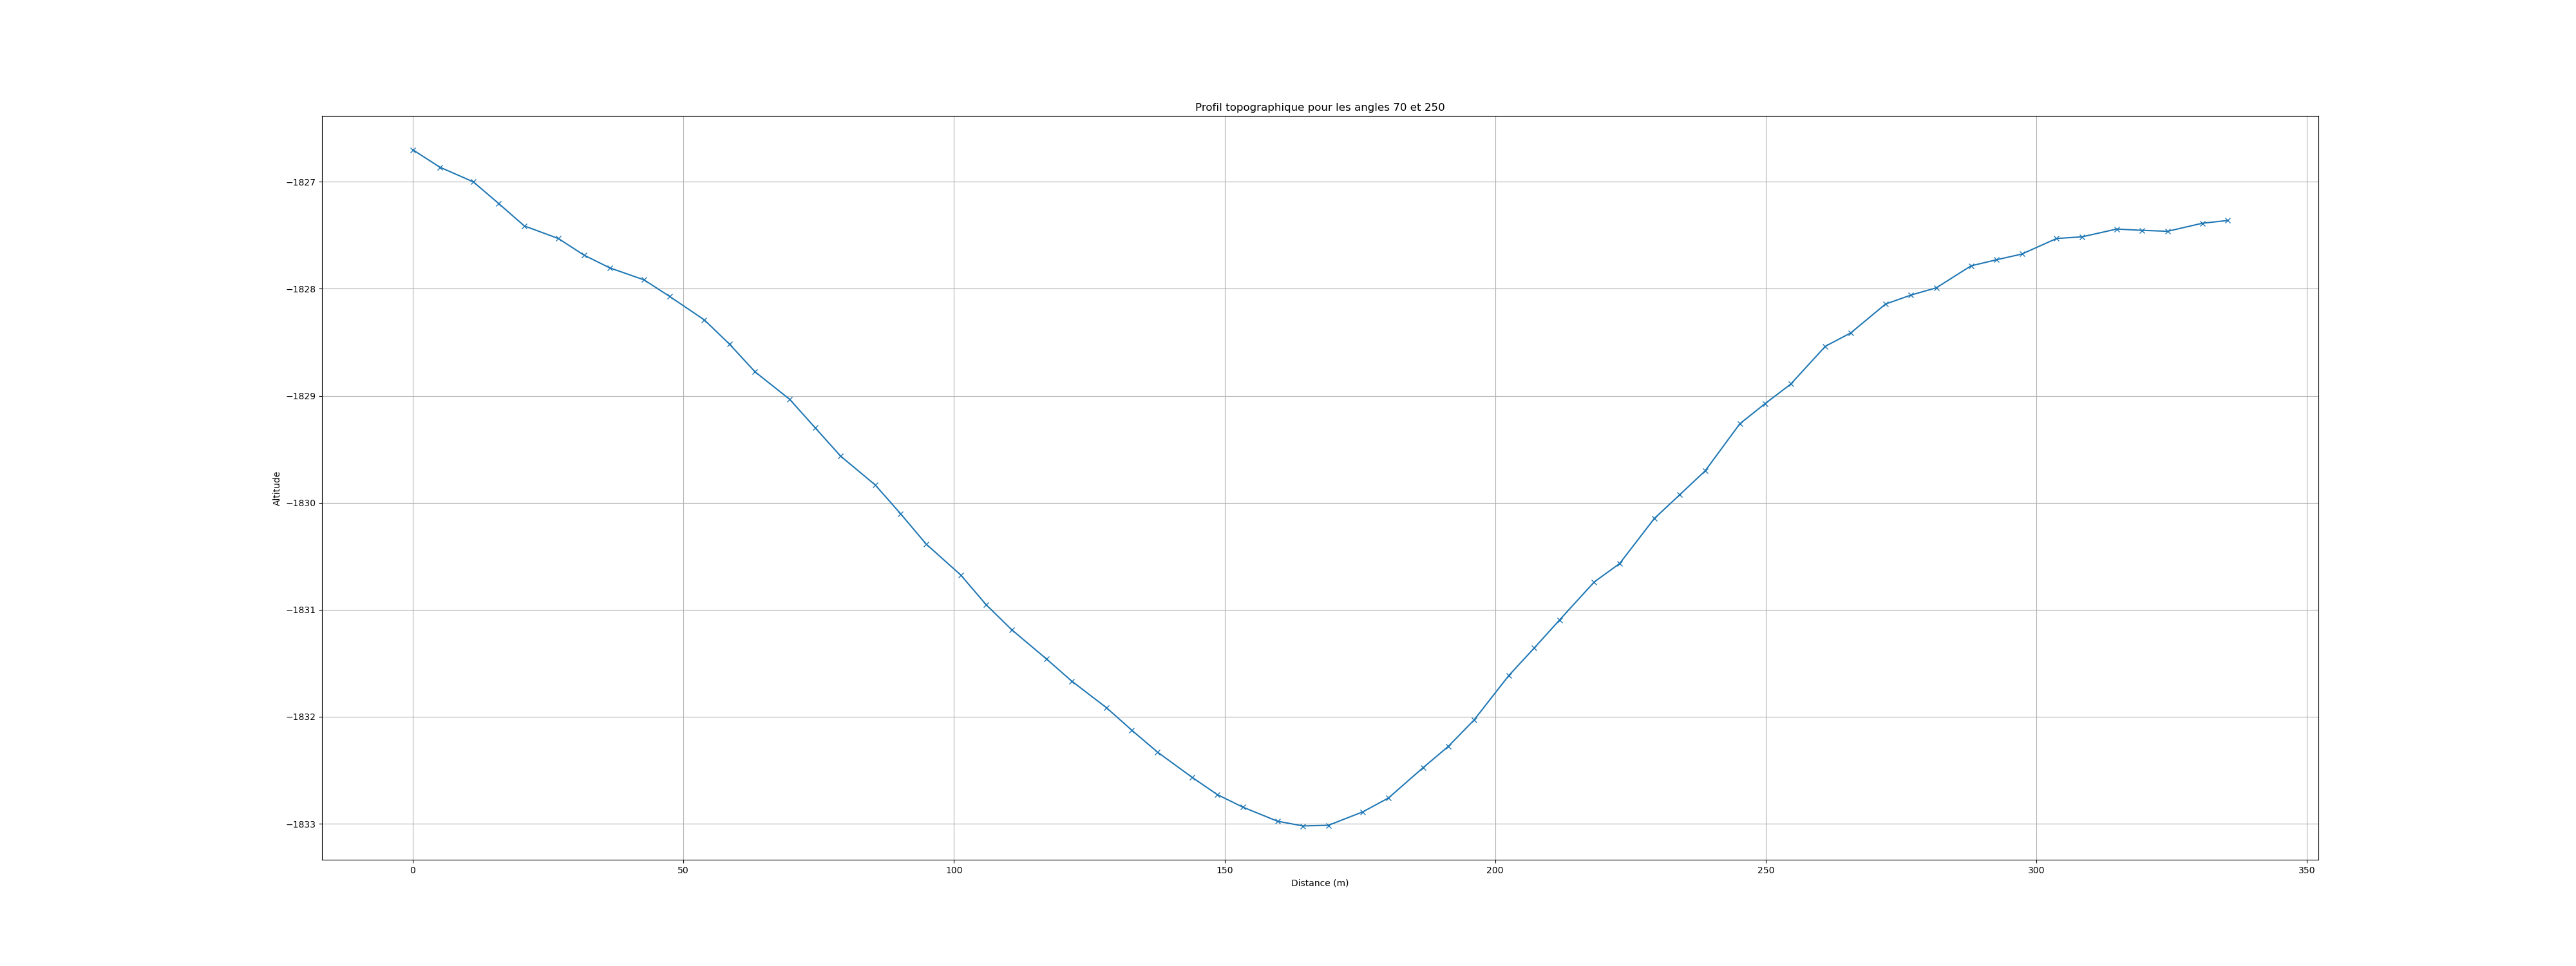 Profil topographique pour les angles 70 et 250
−1827
−1828
−1829
−1830
−1831
−1832
−1833
Altitude
0 50 100 150 200 250 300 350
Distance (m)